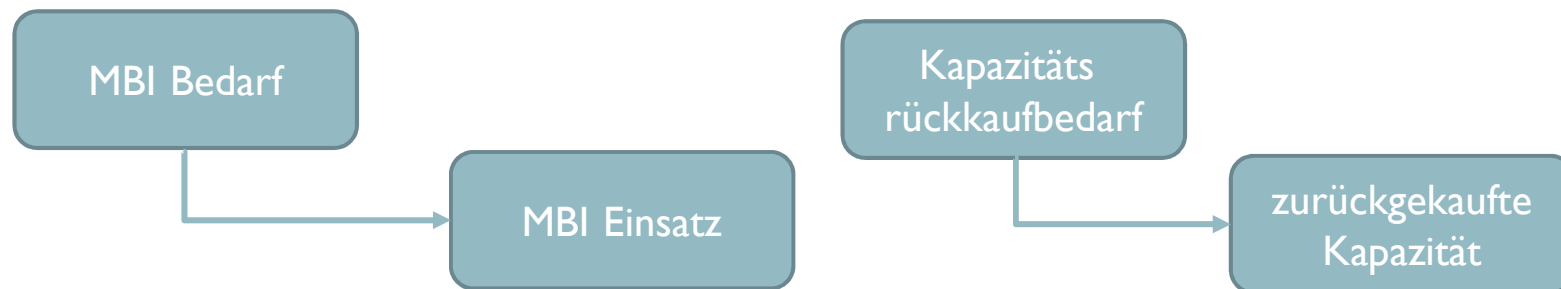 MBI Bedarf
MBI Einsatz
Kapazitäts
rückkaufbedarf
zurückgekaufte
Kapazität